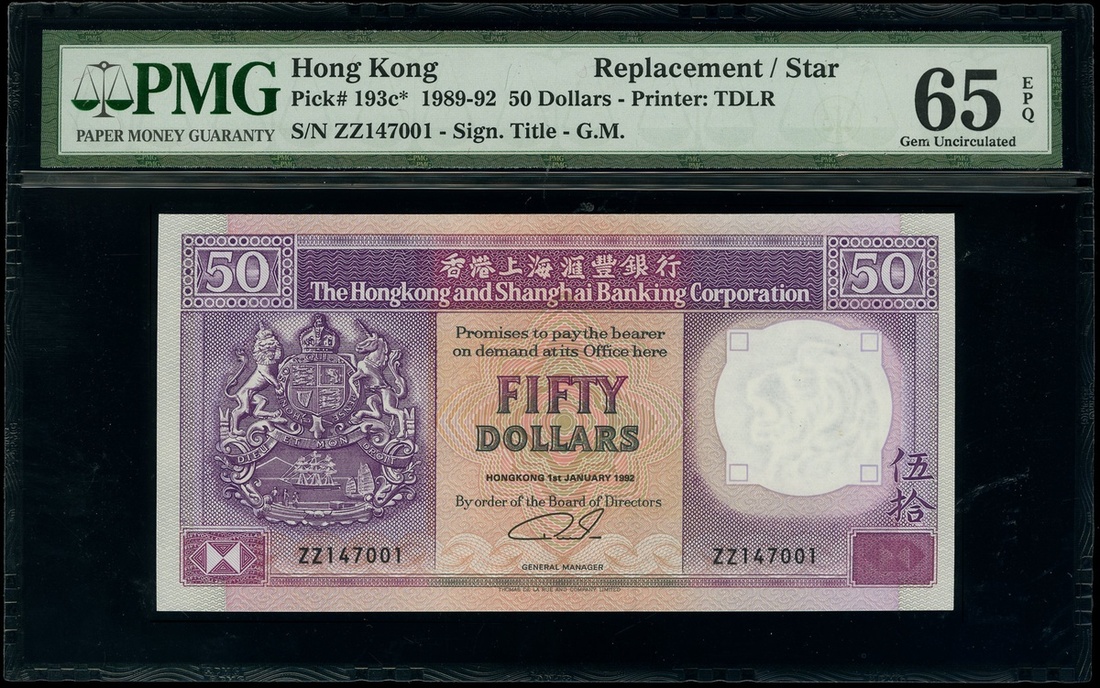 PMG
PAPER MONEY GUARANTY
Hong Kong Replacement / Star
Pick# 193c* 1989-92 50 Dollars - Printer: TDLR
S/N ZZ147001 - Sign. Title - G.M.
65 EPQ
Gem Uncirculated
50 香港上海滙豐銀行 50
The Hongkong and Shanghai Banking Corporation
Promises to pay the bearer
on demand at its Office here
FIFTY
DOLLARS
HONGKONG 1st JANUARY 1992
By order of the Board of Directors
GENERAL MANAGER
THOMAS DE LA RUE AND COMPANY LIMITED
DIEU ET MON DROIT
伍拾
ZZ147001 ZZ147001